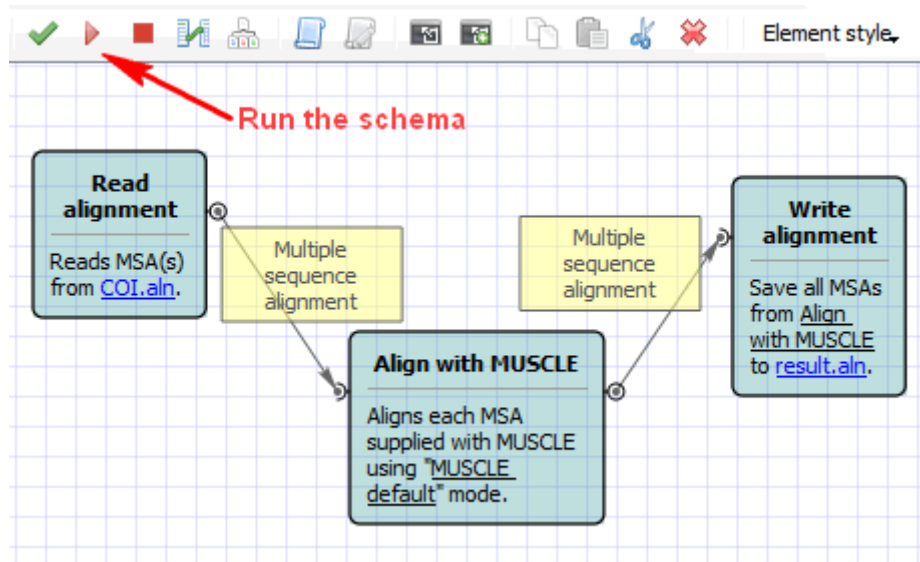 Element style
Run the schema
Read
alignment
Reads MSA(s)
from COI.aln.
Multiple
sequence
alignment
Multiple
sequence
alignment
Write
alignment
Save all MSAs
from Align
with MUSCLE
to result.aln.
Align with MUSCLE
Aligns each MSA
supplied with MUSCLE
using "MUSCLE
default" mode.